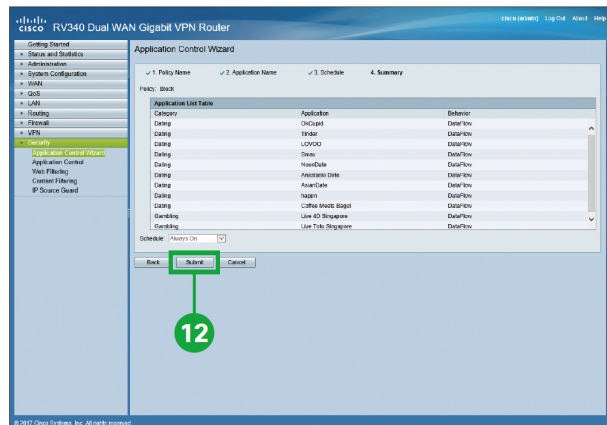 cisco RV340 Dual WAN Gigabit VPN Router
cisco (admin) Log Out About Help
Getting Started
Status and Statistics
Administration
System Configuration
WAN
QoS
LAN
Routing
Firewall
VPN
Security
Application Control Wizard
Application Control
Web Filtering
Content Filtering
IP Source Guard
Application Control Wizard
1. Policy Name 2. Application Name 3. Schedule 4. Summary
Policy: Block
Application List Table
Category Application Behavior
Dating OkCupid DataFlow
Dating Tinder DataFlow
Dating LOVOO DataFlow
Dating DataFlow
Dating NoonDate DataFlow
Dating Anastasia Date DataFlow
Dating AsianDate DataFlow
Dating happn DataFlow
Dating Coffee Meets Bagel DataFlow
Gambling Live 4D Singapore DataFlow
Gambling Live Toto Singapore DataFlow
Schedule: Always On
Back Submit Cancel
12
© 2017 Cisco Systems, Inc. All rights reserved